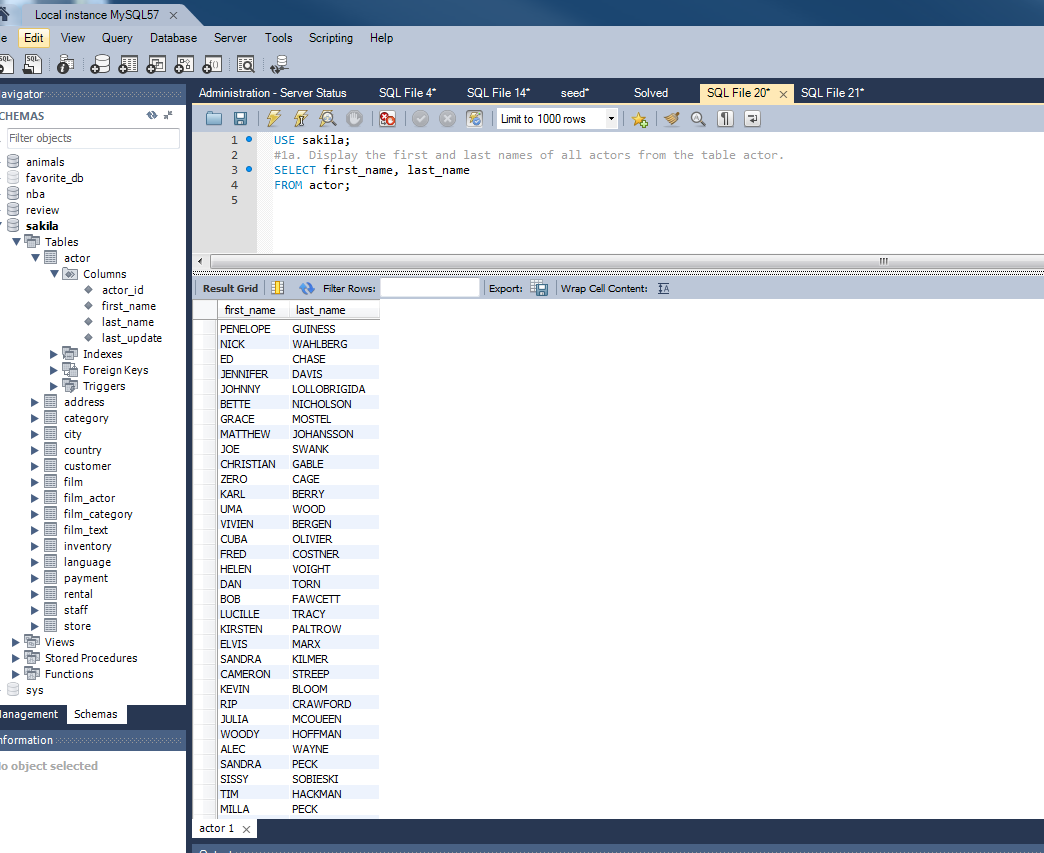 Local instance MySQL57
Edit View Query Database Server Tools Scripting Help
Administration - Server Status SQL File 4* SQL File 14* seed* Solved SQL File 20* SQL File 21*
Limit to 1000 rows
avigator
CHEMAS
Filter objects
animals
favorite_db
nba
review
sakila
Tables
actor
Columns
actor_id
first_name
last_name
last_update
Indexes
Foreign Keys
Triggers
address
category
city
country
customer
film
film_actor
film_category
film_text
inventory
language
payment
rental
staff
store
Views
Stored Procedures
Functions
sys
anagement Schemas
nformation
o object selected
1 USE sakila;
2 #1a. Display the first and last names of all actors from the table actor.
3 SELECT first_name, last_name
4 FROM actor;
5
Result Grid Filter Rows: Export: Wrap Cell Content:
first_name last_name
PENELOPE GUINESS
NICK WAHLBERG
ED CHASE
JENNIFER DAVIS
JOHNNY LOLLOBRIGIDA
BETTE NICHOLSON
GRACE MOSTEL
MATTHEW JOHANSSON
JOE SWANK
CHRISTIAN GABLE
ZERO CAGE
KARL BERRY
UMA WOOD
VIVIEN BERGEN
CUBA OLIVIER
FRED COSTNER
HELEN VOIGHT
DAN TORN
BOB FAWCETT
LUCILLE TRACY
KIRSTEN PALTROW
ELVIS MARX
SANDRA KILMER
CAMERON STREEP
KEVIN BLOOM
RIP CRAWFORD
JULIA MCQUEEN
WOODY HOFFMAN
ALEC WAYNE
SANDRA PECK
SISSY SOBIESKI
TIM HACKMAN
MILLA PECK
actor 1